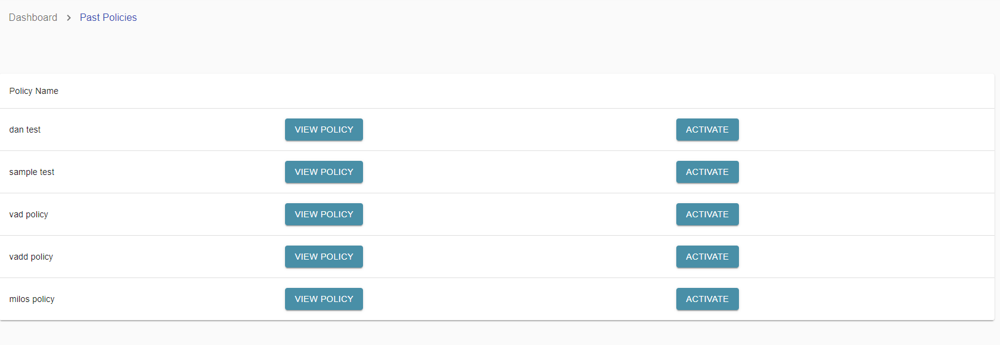 Dashboard > Past Policies
Policy Name
dan test VIEW POLICY ACTIVATE
sample test VIEW POLICY ACTIVATE
vad policy VIEW POLICY ACTIVATE
vadd policy VIEW POLICY ACTIVATE
milos policy VIEW POLICY ACTIVATE